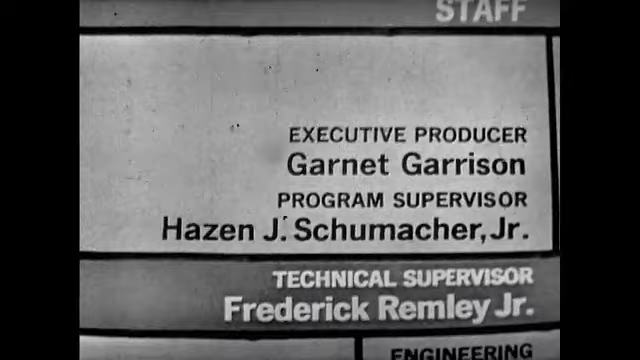 STAFF
EXECUTIVE PRODUCER
Garnet Garrison
PROGRAM SUPERVISOR
Hazen J. Schumacher, Jr.
TECHNICAL SUPERVISOR
Frederick Remley Jr.
ENGINEERING